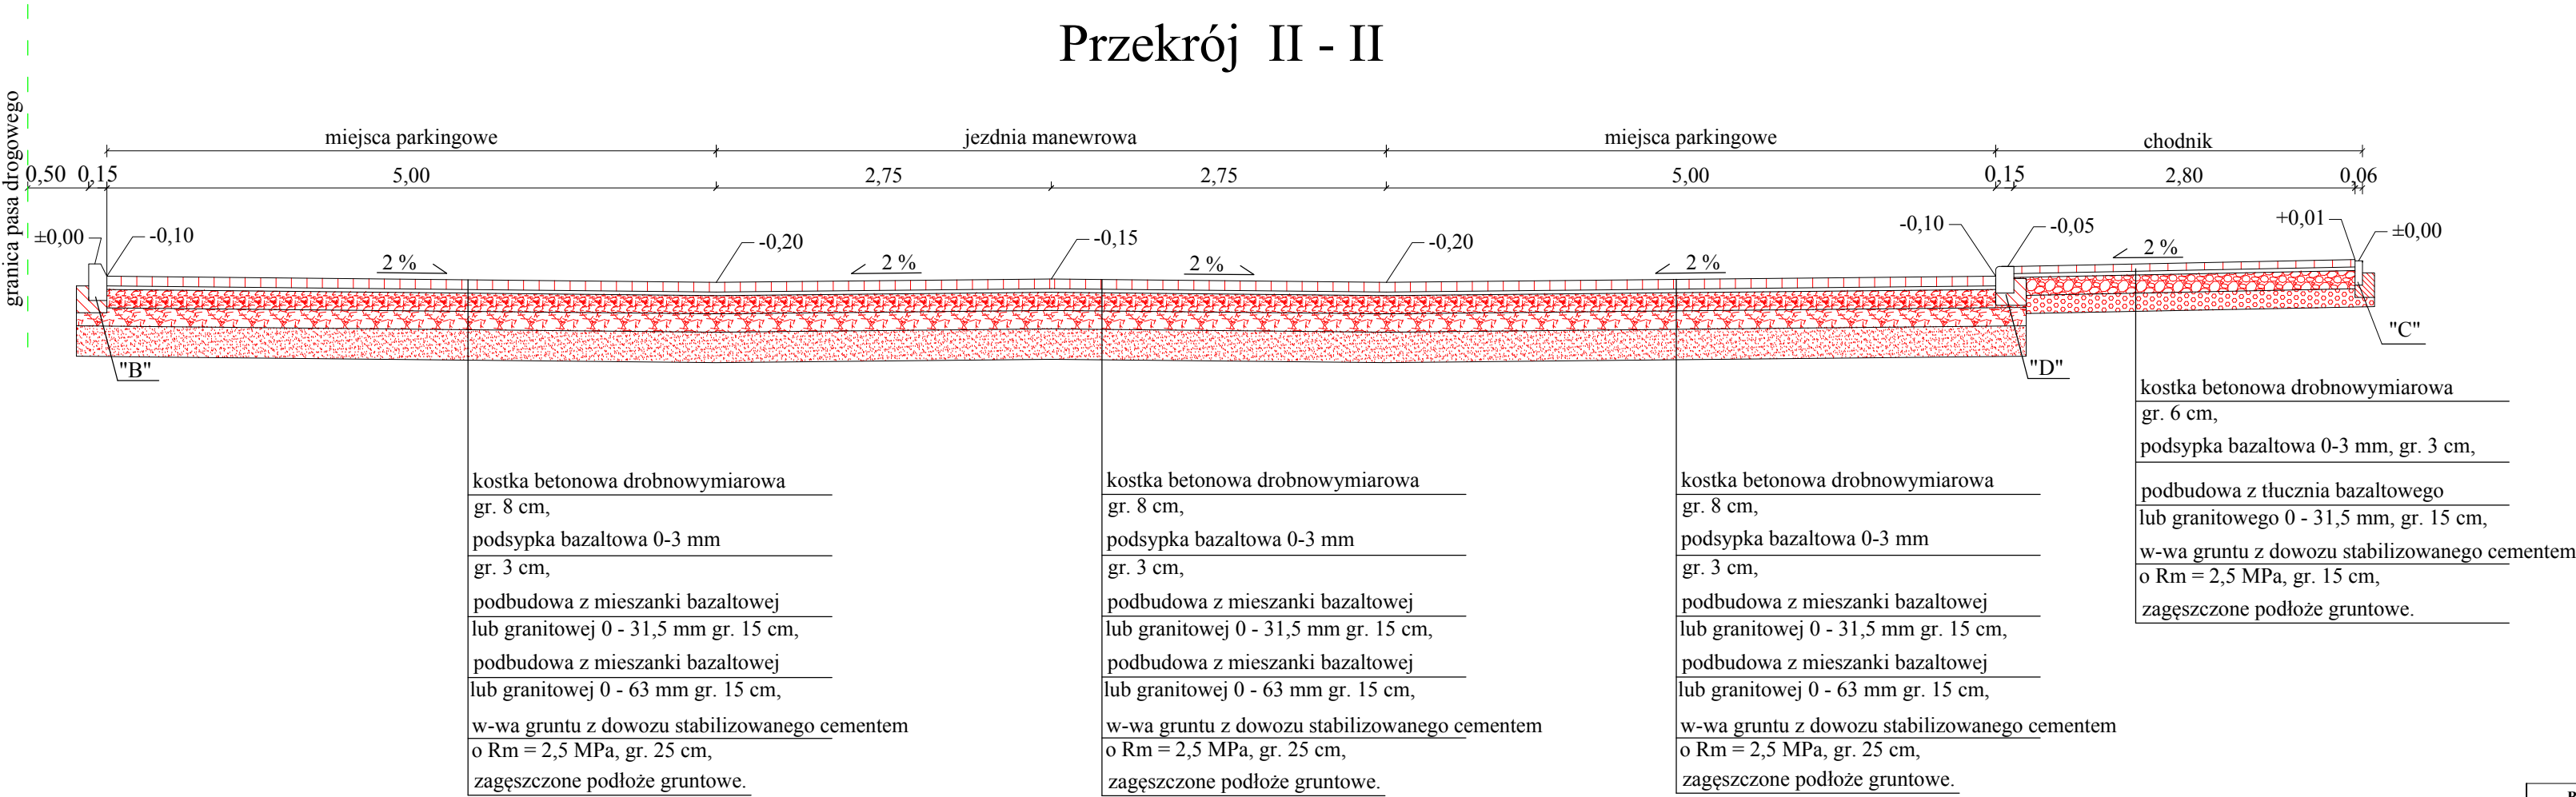 Przekrój II - II
granica pasa drogowego
miejsca parkingowe
jezdnia manewrowa
miejsca parkingowe
chodnik
0,50 0,15 5,00 2,75 2,75 5,00 0,15 2,80 0,06
±0,00 -0,10 -0,20 -0,15 -0,20 -0,10 -0,05 +0,01 ±0,00
2 % 2 % 2 % 2 % 2 %
"B"
"D"
"C"
kostka betonowa drobnowymiarowa
gr. 8 cm,
podsypka bazaltowa 0-3 mm
gr. 3 cm,
podbudowa z mieszanki bazaltowej
lub granitowej 0 - 31,5 mm gr. 15 cm,
podbudowa z mieszanki bazaltowej
lub granitowej 0 - 63 mm gr. 15 cm,
w-wa gruntu z dowozu stabilizowanego cementem
o Rm = 2,5 MPa, gr. 25 cm,
zagęszczone podłoże gruntowe.
kostka betonowa drobnowymiarowa
gr. 8 cm,
podsypka bazaltowa 0-3 mm
gr. 3 cm,
podbudowa z mieszanki bazaltowej
lub granitowej 0 - 31,5 mm gr. 15 cm,
podbudowa z mieszanki bazaltowej
lub granitowej 0 - 63 mm gr. 15 cm,
w-wa gruntu z dowozu stabilizowanego cementem
o Rm = 2,5 MPa, gr. 25 cm,
zagęszczone podłoże gruntowe.
kostka betonowa drobnowymiarowa
gr. 8 cm,
podsypka bazaltowa 0-3 mm
gr. 3 cm,
podbudowa z mieszanki bazaltowej
lub granitowej 0 - 31,5 mm gr. 15 cm,
podbudowa z mieszanki bazaltowej
lub granitowej 0 - 63 mm gr. 15 cm,
w-wa gruntu z dowozu stabilizowanego cementem
o Rm = 2,5 MPa, gr. 25 cm,
zagęszczone podłoże gruntowe.
kostka betonowa drobnowymiarowa
gr. 6 cm,
podsypka bazaltowa 0-3 mm, gr. 3 cm,
podbudowa z tłucznia bazaltowego
lub granitowego 0 - 31,5 mm, gr. 15 cm,
w-wa gruntu z dowozu stabilizowanego cementem
o Rm = 2,5 MPa, gr. 15 cm,
zagęszczone podłoże gruntowe.